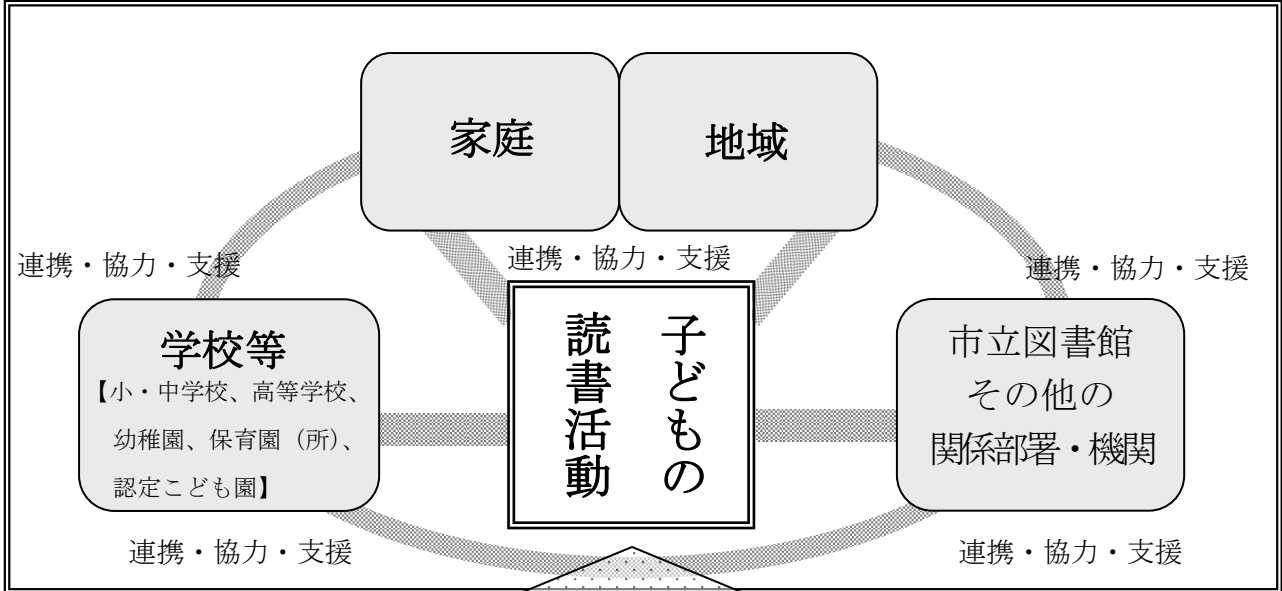 家庭
地域
連携・協力・支援
連携・協力・支援
連携・協力・支援
学校等
【小・中学校、高等学校、
幼稚園、保育園（所）、
認定こども園】
子どもの
読書活動
市立図書館
その他の
関係部署・機関
連携・協力・支援
連携・協力・支援